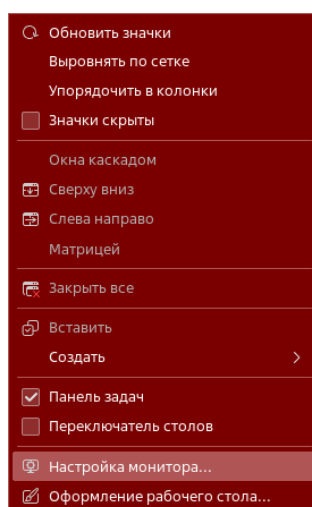 Обновить значки
Выровнять по сетке
Упорядочить в колонки
Значки скрыты
Окна каскадом
Сверху вниз
Слева направо
Матрицей
Закрыть все
Вставить
Создать
Панель задач
Переключатель столов
Настройка монитора...
Оформление рабочего стола...